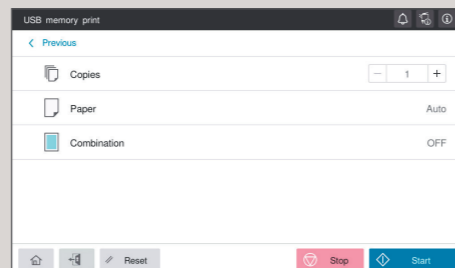 USB memory print
Previous
Copies
1
Paper
Auto
Combination
OFF
Reset
Stop
Start